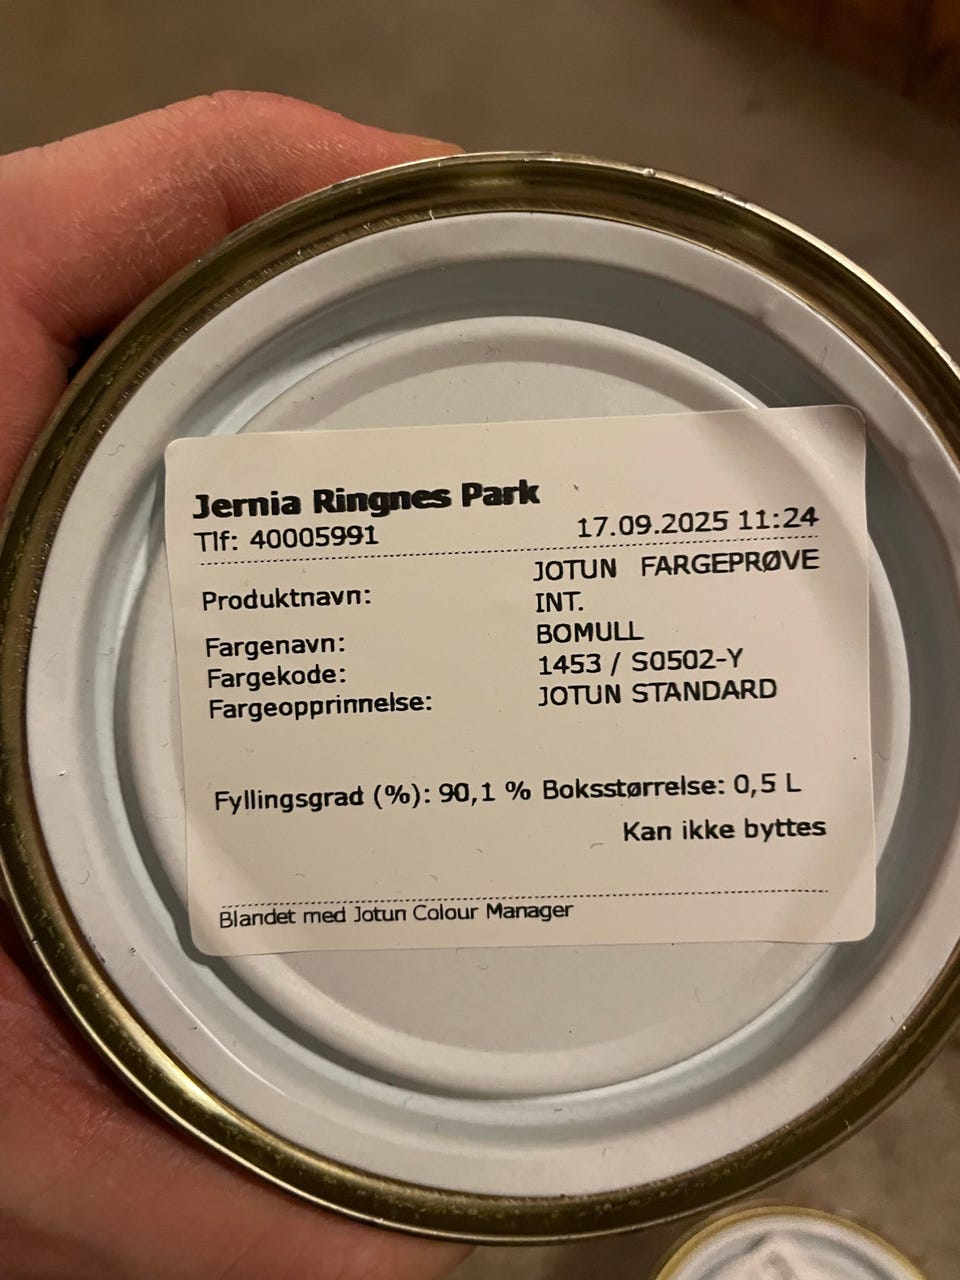 Jernia Ringnes Park
Tlf: 40005991 17.09.2025 11:24
Produktnavn: JOTUN FARGEPRØVE
INT.
Fargenavn: BOMULL
Fargekode: 1453 / S0502-Y
Fargeopprinnelse: JOTUN STANDARD
Fyllingsgrad (%): 90,1 % Boksstørrelse: 0,5 L
Kan ikke byttes
Blandet med Jotun Colour Manager